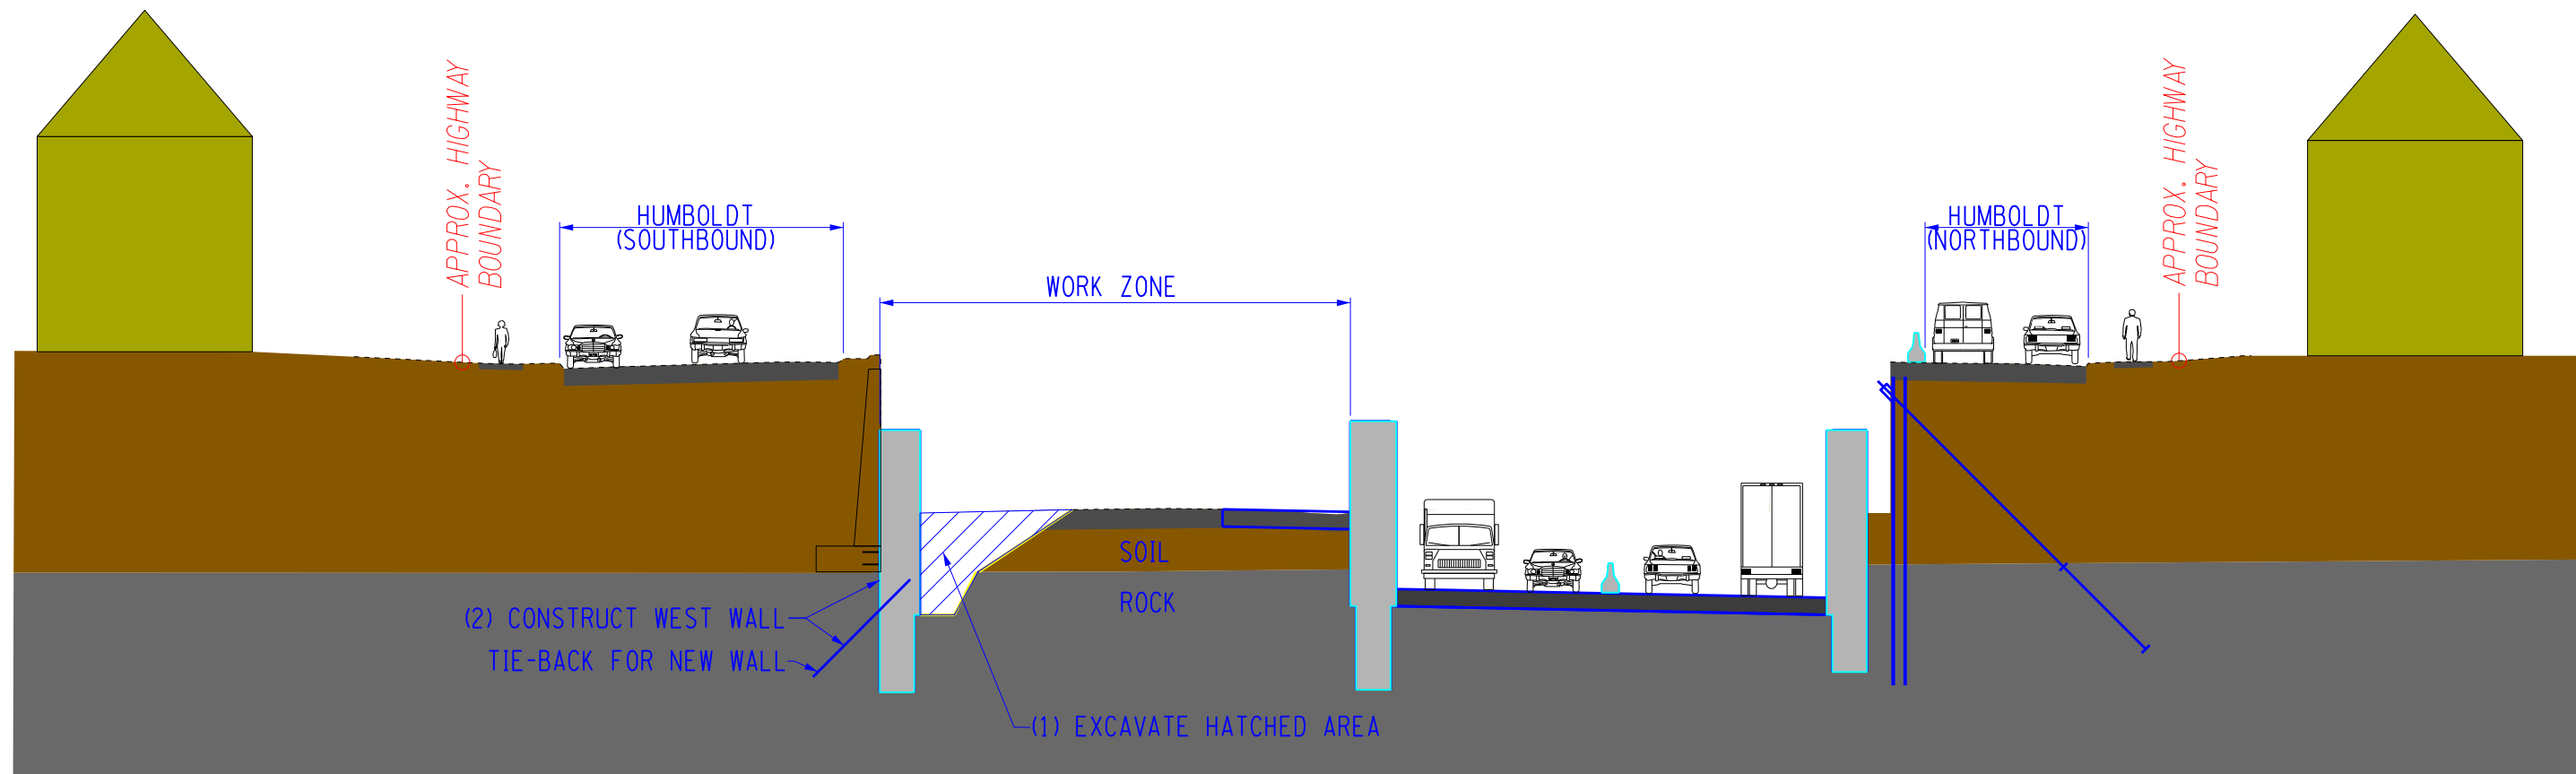 APPROX. HIGHWAY
BOUNDARY
HUMBOLDT
(SOUTHBOUND)
WORK ZONE
HUMBOLDT
(NORTHBOUND)
APPROX. HIGHWAY
BOUNDARY
SOIL
ROCK
(2) CONSTRUCT WEST WALL
TIE-BACK FOR NEW WALL
(1) EXCAVATE HATCHED AREA